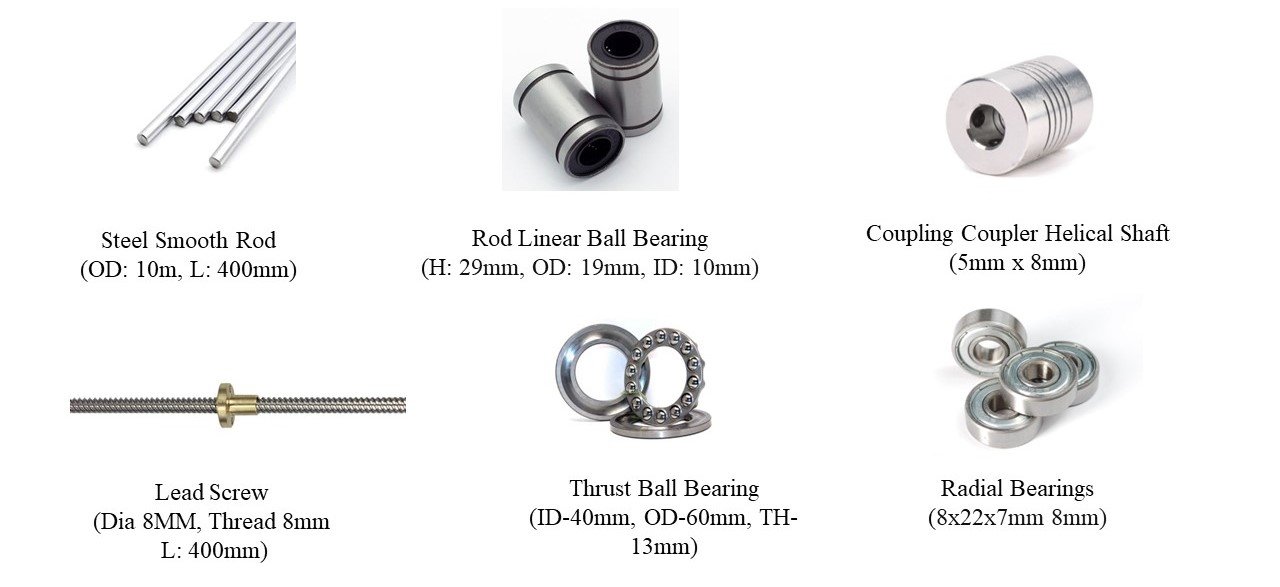 Steel Smooth Rod
(OD: 10m, L: 400mm)
Rod Linear Ball Bearing
(H: 29mm, OD: 19mm, ID: 10mm)
Coupling Coupler Helical Shaft
(5mm x 8mm)
Lead Screw
(Dia 8MM, Thread 8mm
L: 400mm)
Thrust Ball Bearing
(ID-40mm, OD-60mm, TH-
13mm)
Radial Bearings
(8x22x7mm 8mm)